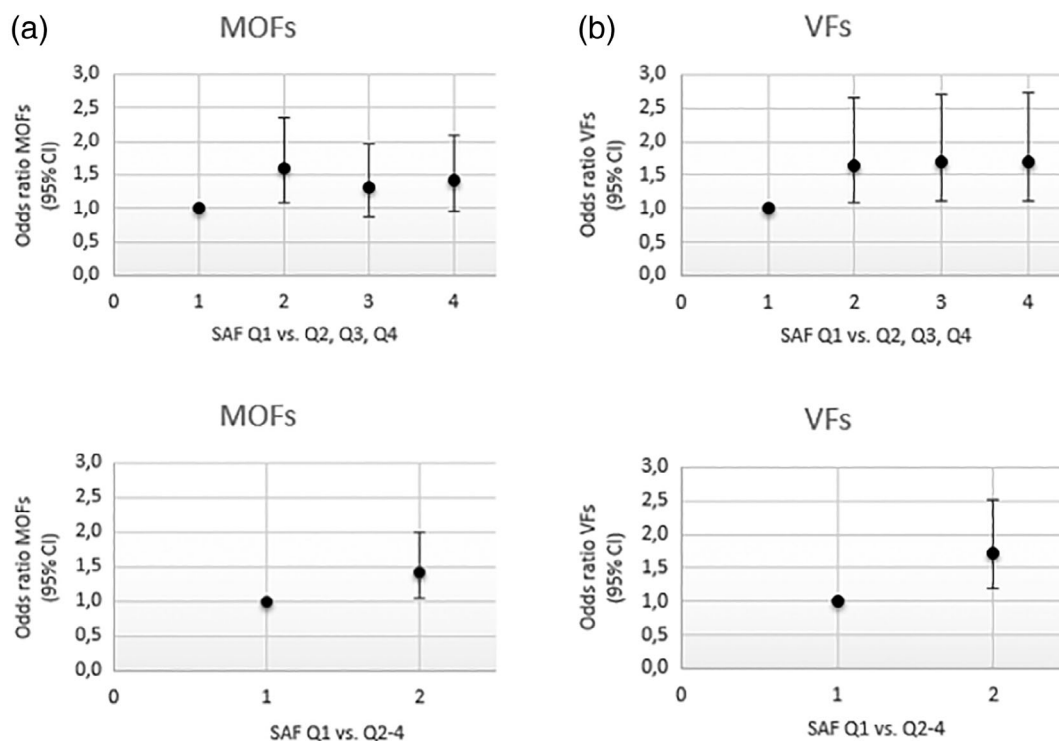 (a)
MOFs
Odds ratio MOFs
(95% CI)
3,0
2,5
2,0
1,5
1,0
0,5
0,0
0 1 2 3 4
SAF Q1 vs. Q2, Q3, Q4
(b)
VFs
Odds ratio VFs
(95% CI)
3,0
2,5
2,0
1,5
1,0
0,5
0,0
0 1 2 3 4
SAF Q1 vs. Q2, Q3, Q4
MOFs
Odds ratio MOFs
(95% CI)
3,0
2,5
2,0
1,5
1,0
0,5
0,0
0 1 2
SAF Q1 vs. Q2-4
VFs
Odds ratio VFs
(95% CI)
3,0
2,5
2,0
1,5
1,0
0,5
0,0
0 1 2
SAF Q1 vs. Q2-4